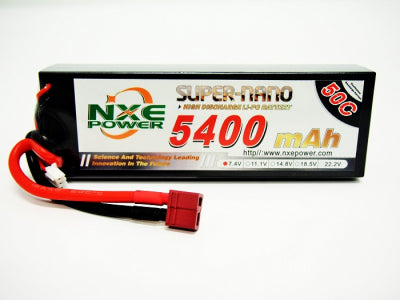 NXE
POWER
SUPER-NANO
HIGH DISCHARGE LI-PO BATTERY
50C
5400 mAh
Science And Technology Leading
Innovation In The Future
http//:www.nxepower.com
7.4V 11.1V 14.8V 18.5V 22.2V